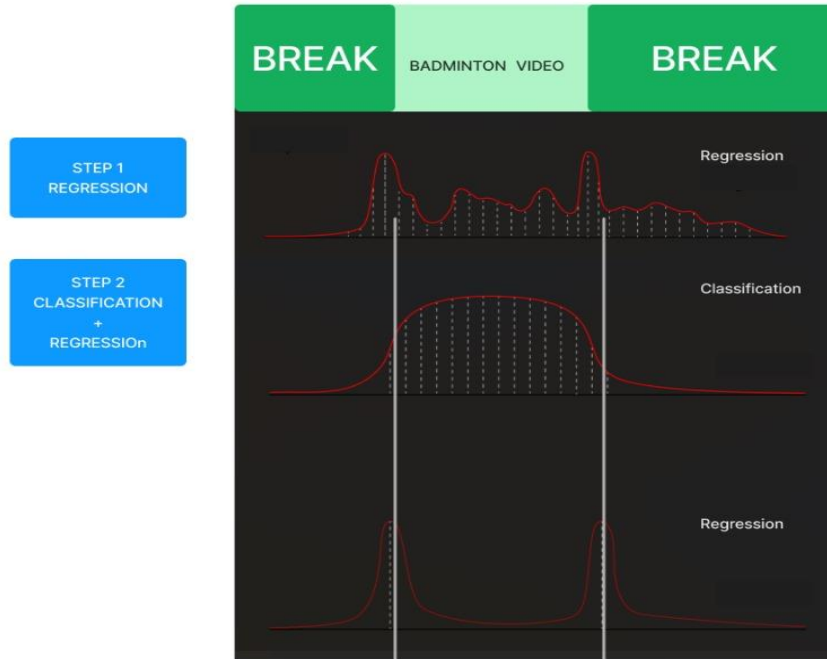 BREAK
BADMINTON VIDEO
BREAK
STEP 1
REGRESSION
Regression
STEP 2
CLASSIFICATION
+
REGRESSIOn
Classification
Regression